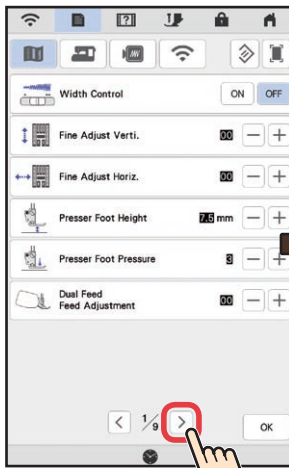 Width Control ON OFF
Fine Adjust Verti. 00 − +
Fine Adjust Horiz. 00 − +
Presser Foot Height 7.5 mm − +
Presser Foot Pressure 3 − +
Dual Feed
Feed Adjustment 00 − +
< 1/9 > OK